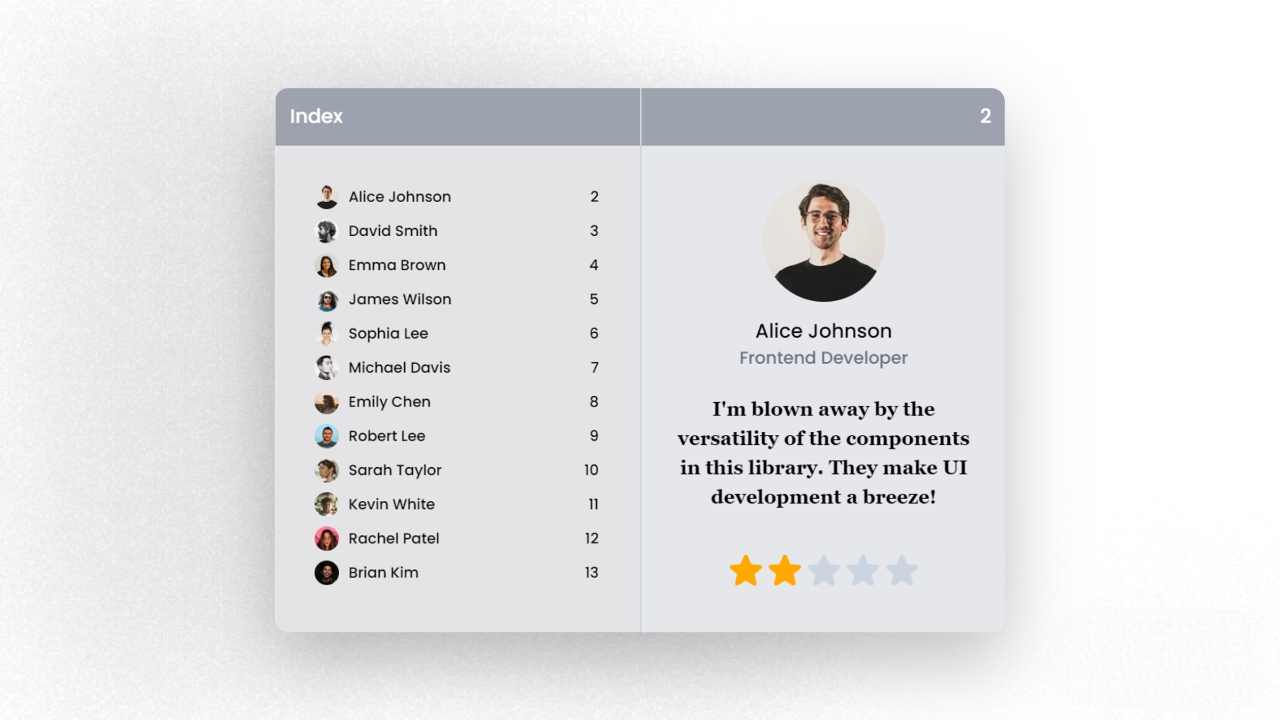 Index
Alice Johnson 2
David Smith 3
Emma Brown 4
James Wilson 5
Sophia Lee 6
Michael Davis 7
Emily Chen 8
Robert Lee 9
Sarah Taylor 10
Kevin White 11
Rachel Patel 12
Brian Kim 13
2
Alice Johnson
Frontend Developer
I'm blown away by the
versatility of the components
in this library. They make UI
development a breeze!